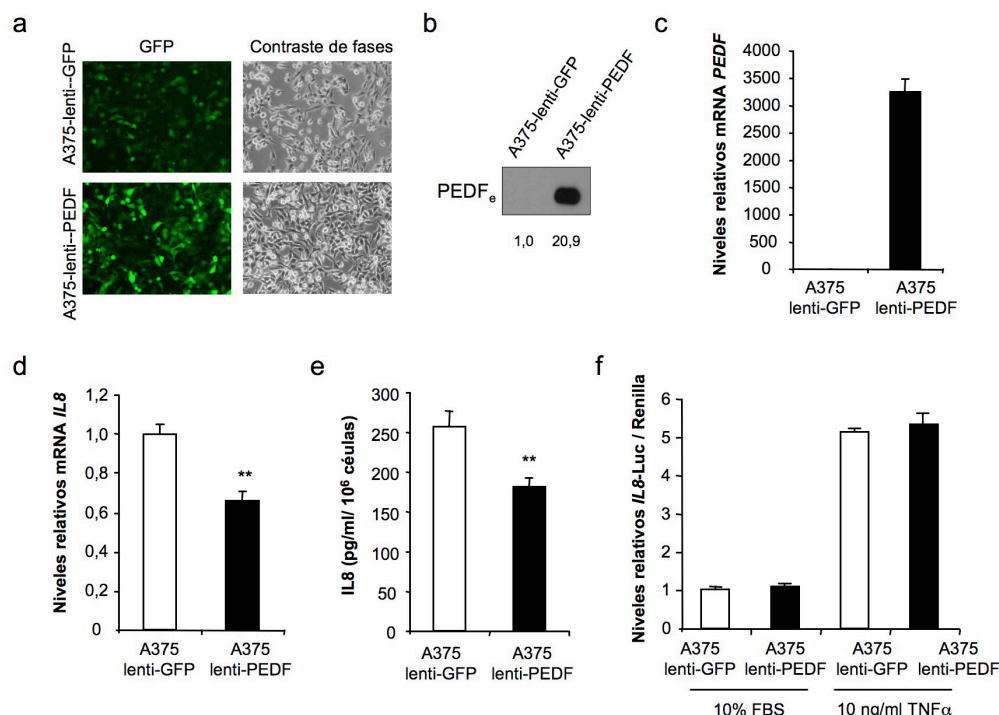 a
GFP
Contraste de fases
A375-lenti--GFP
A375-lenti--PEDF
b
A375-lenti-GFP
A375-lenti-PEDF
PEDFe
1,0
20,9
c
Niveles relativos mRNA PEDF
4000
3500
3000
2500
2000
1500
1000
500
0
A375
lenti-GFP
A375
lenti-PEDF
d
Niveles relativos mRNA IL8
1,2
1,0
0,8
0,6
0,4
0,2
0
**
A375
lenti-GFP
A375
lenti-PEDF
e
IL8 (pg/ml/ 10⁶ céulas)
300
250
200
150
100
50
0
**
A375
lenti-GFP
A375
lenti-PEDF
f
Niveles relativos IL8-Luc / Renilla
6
5
4
3
2
1
0
A375
lenti-GFP
A375
lenti-PEDF
A375
lenti-GFP
A375
lenti-PEDF
10% FBS
10 ng/ml TNFα